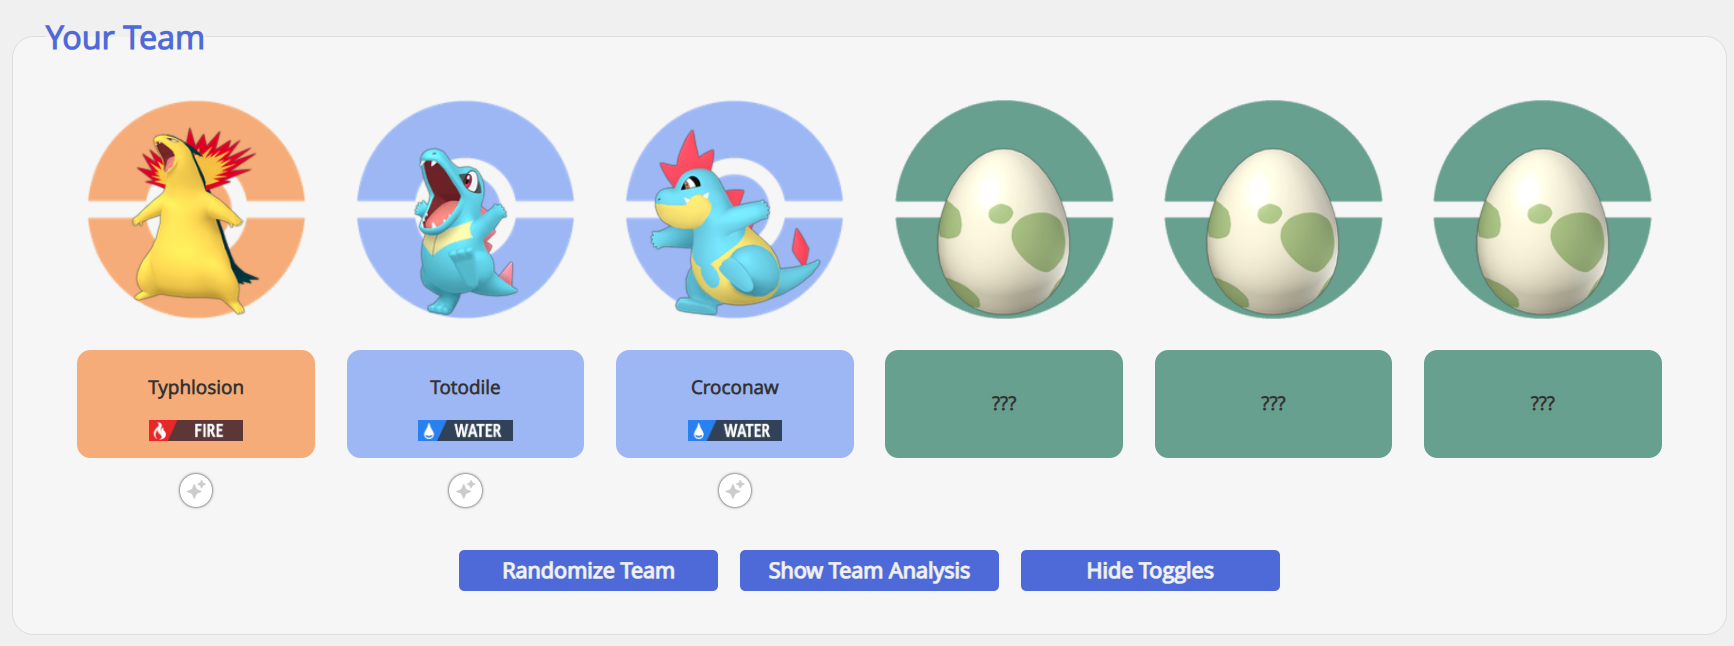 Your Team
Typhlosion
FIRE
Totodile
WATER
Croconaw
WATER
???
???
???
Randomize Team
Show Team Analysis
Hide Toggles